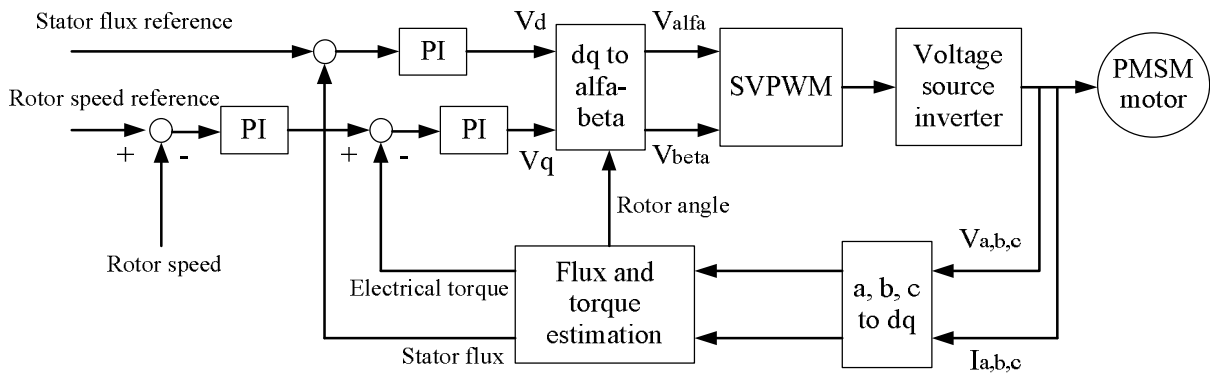 Stator flux reference
Vd
Valfa
PI
dq to
alfa-
beta
SVPWM
Voltage
source
inverter
PMSM
motor
Rotor speed reference
PI
PI
+
-
+
-
Vq
Vbeta
Rotor angle
Rotor speed
Electrical torque
Flux and
torque
estimation
Va,b,c
a, b, c
to dq
Stator flux
Ia,b,c